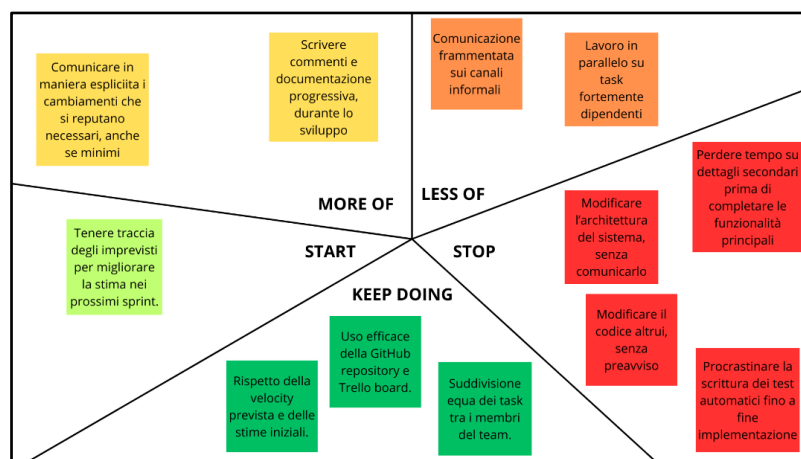 Comunicare in
maniera esplicita i
cambiamenti che
si reputano
necessari, anche
se minimi
Scrivere
commenti e
documentazione
progressiva,
durante lo
sviluppo
MORE OF
Comunicazione
frammentata
sui canali
informali
Lavoro in
parallelo su
task
fortemente
dipendenti
LESS OF
Tenere traccia
degli imprevisti
per migliorare
la stima nei
prossimi sprint.
START
STOP
Perdere tempo su
dettagli secondari
prima di
completare le
funzionalità
principali
Modificare
l'architettura
del sistema,
senza
comunicarlo
Modificare il
codice altrui,
senza
preavviso
Procrastinare la
scrittura dei test
automatici fino a
fine
implementazione
KEEP DOING
Rispetto della
velocity
prevista e delle
stime iniziali.
Uso efficace
della GitHub
repository e
Trello board.
Suddivisione
equa dei task
tra i membri
del team.